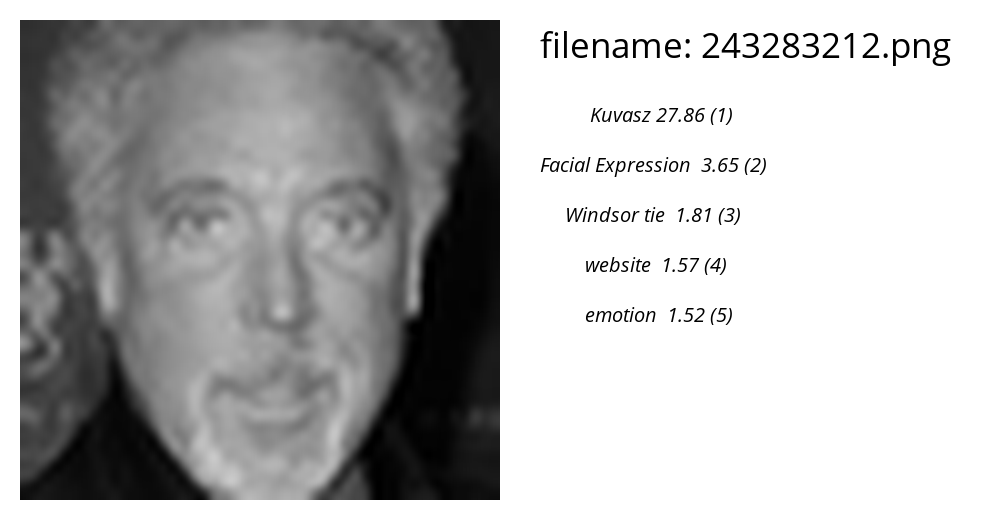 filename: 243283212.png
Kuvasz 27.86 (1)
Facial Expression 3.65 (2)
Windsor tie 1.81 (3)
website 1.57 (4)
emotion 1.52 (5)